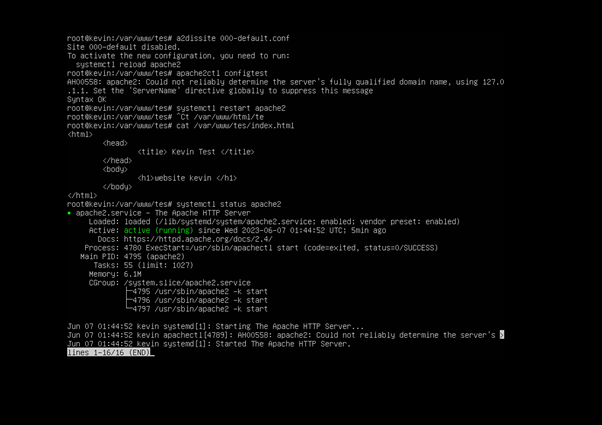 root@kevin:/var/www/tes# a2dissite 000-default.conf
Site 000-default disabled.
To activate the new configuration, you need to run:
  systemctl reload apache2
root@kevin:/var/www/tes# apache2ctl configtest
AH00558: apache2: Could not reliably determine the server's fully qualified domain name, using 127.0
.1.1. Set the 'ServerName' directive globally to suppress this message
Syntax OK
root@kevin:/var/www/tes# systemctl restart apache2
root@kevin:/var/www/tes# ^Ct /var/www/html/te
root@kevin:/var/www/tes# cat /var/www/tes/index.html
<html>
        <head>
                <title> Kevin Test </title>
        </head>
        <body>
                <h1>website kevin </h1>
        </body>
</html>
root@kevin:/var/www/tes# systemctl status apache2
● apache2.service - The Apache HTTP Server
     Loaded: loaded (/lib/systemd/system/apache2.service; enabled; vendor preset: enabled)
     Active: active (running) since Wed 2023-06-07 01:44:52 UTC; 5min ago
       Docs: https://httpd.apache.org/docs/2.4/
    Process: 4780 ExecStart=/usr/sbin/apachectl start (code=exited, status=0/SUCCESS)
   Main PID: 4795 (apache2)
      Tasks: 55 (limit: 1027)
     Memory: 6.1M
     CGroup: /system.slice/apache2.service
             ├─4795 /usr/sbin/apache2 -k start
             ├─4796 /usr/sbin/apache2 -k start
             └─4797 /usr/sbin/apache2 -k start

Jun 07 01:44:52 kevin systemd[1]: Starting The Apache HTTP Server...
Jun 07 01:44:52 kevin apachectl[4789]: AH00558: apache2: Could not reliably determine the server's >
Jun 07 01:44:52 kevin systemd[1]: Started The Apache HTTP Server.
lines 1-16/16 (END)